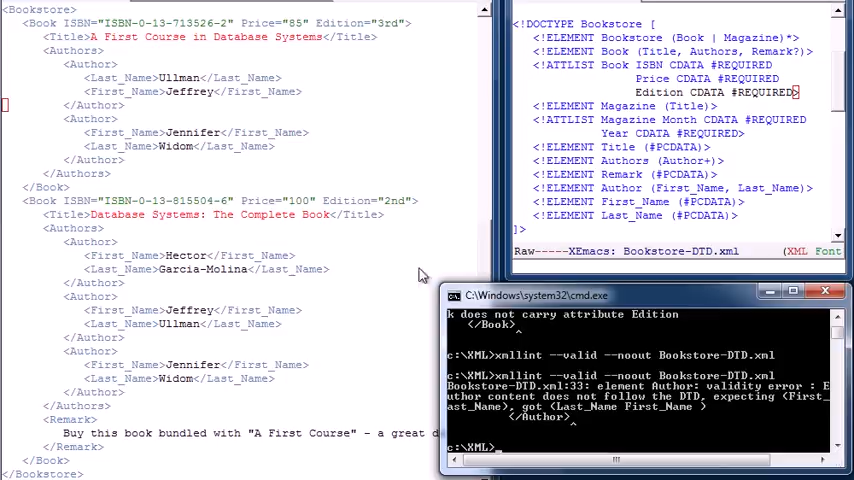 <Bookstore>
<Book ISBN="ISBN-0-13-713526-2" Price="85" Edition="3rd">
<Title>A First Course in Database Systems</Title>
<Authors>
<Author>
<Last_Name>Ullman</Last_Name>
<First_Name>Jeffrey</First_Name>
</Author>
<Author>
<First_Name>Jennifer</First_Name>
<Last_Name>Widom</Last_Name>
</Author>
</Authors>
</Book>
<Book ISBN="ISBN-0-13-815504-6" Price="100" Edition="2nd">
<Title>Database Systems: The Complete Book</Title>
<Authors>
<Author>
<First_Name>Hector</First_Name>
<Last_Name>Garcia-Molina</Last_Name>
</Author>
<Author>
<First_Name>Jeffrey</First_Name>
<Last_Name>Ullman</Last_Name>
</Author>
<Author>
<First_Name>Jennifer</First_Name>
<Last_Name>Widom</Last_Name>
</Author>
</Authors>
<Remark>
Buy this book bundled with "A First Course" - a great d
</Remark>
</Book>
</Bookstore>
<!DOCTYPE Bookstore [
<!ELEMENT Bookstore (Book | Magazine)*>
<!ELEMENT Book (Title, Authors, Remark?)>
<!ATTLIST Book ISBN CDATA #REQUIRED
Price CDATA #REQUIRED
Edition CDATA #REQUIRED>
<!ELEMENT Magazine (Title)>
<!ATTLIST Magazine Month CDATA #REQUIRED
Year CDATA #REQUIRED>
<!ELEMENT Title (#PCDATA)>
<!ELEMENT Authors (Author+)>
<!ELEMENT Remark (#PCDATA)>
<!ELEMENT Author (First_Name, Last_Name)>
<!ELEMENT First_Name (#PCDATA)>
<!ELEMENT Last_Name (#PCDATA)>
]>
Raw-----XEmacs: Bookstore-DTD.xml (XML Font
C:\Windows\system32\cmd.exe
k does not carry attribute Edition
</Book>
^
c:\XML>xmllint --valid --noout Bookstore-DTD.xml
c:\XML>xmllint --valid --noout Bookstore-DTD.xml
Bookstore-DTD.xml:33: element Author: validity error : E
uthor content does not follow the DTD, expecting (First_
ast_Name), got (Last_Name First_Name )
</Author>
^
c:\XML>_